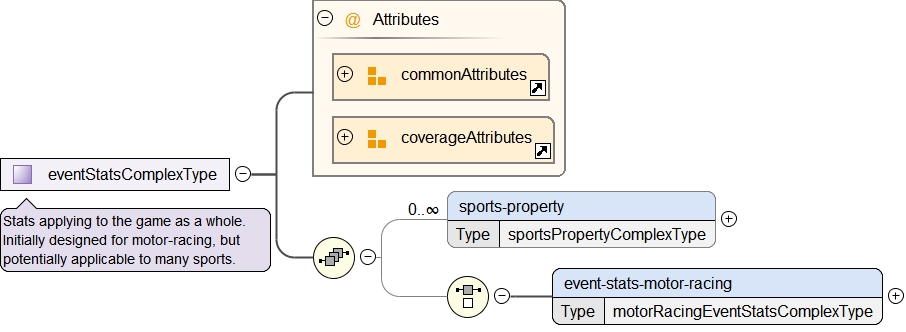 @ Attributes
commonAttributes
coverageAttributes
eventStatsComplexType
Stats applying to the game as a whole.
Initially designed for motor-racing, but
potentially applicable to many sports.
0..∞
sports-property
Type sportsPropertyComplexType
event-stats-motor-racing
Type motorRacingEventStatsComplexType